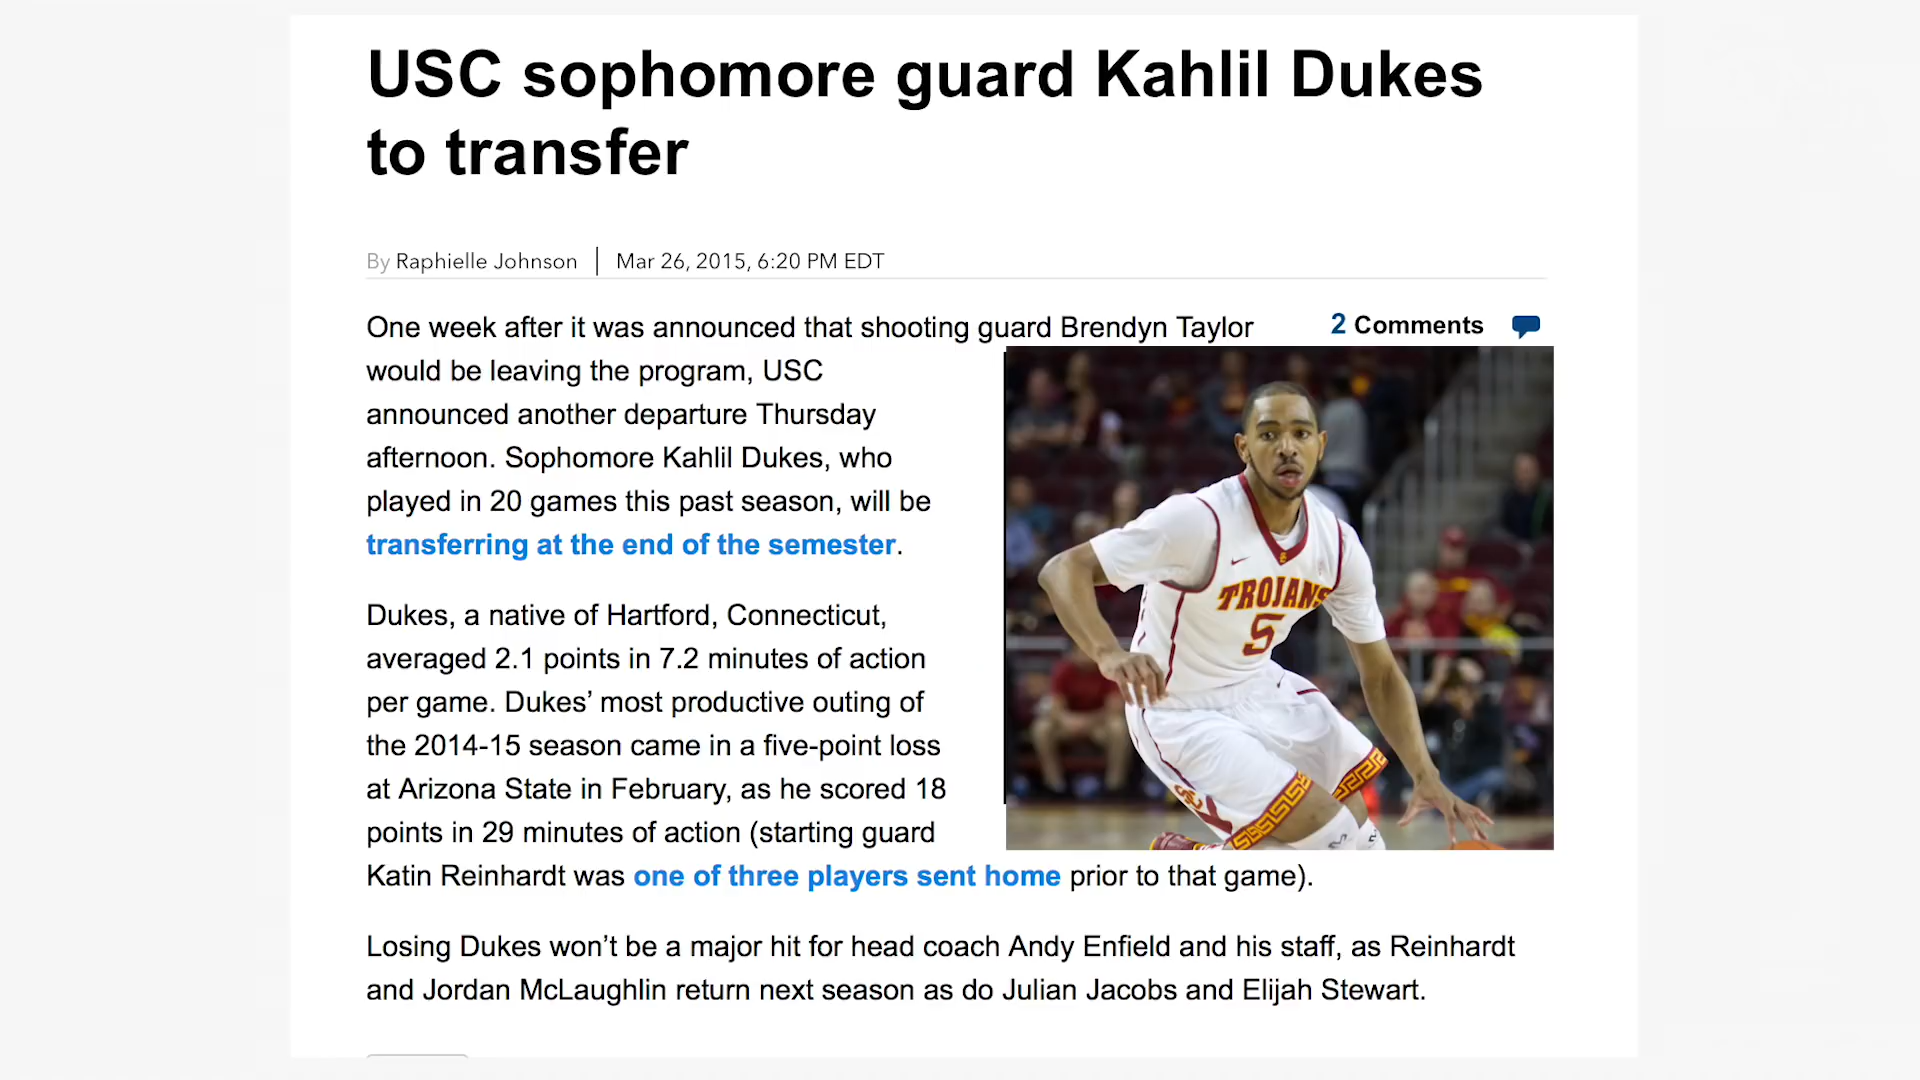 USC sophomore guard Kahlil Dukes
to transfer
By Raphielle Johnson | Mar 26, 2015, 6:20 PM EDT
One week after it was announced that shooting guard Brendyn Taylor
2 Comments
would be leaving the program, USC
announced another departure Thursday
afternoon. Sophomore Kahlil Dukes, who
played in 20 games this past season, will be
transferring at the end of the semester.
Dukes, a native of Hartford, Connecticut,
averaged 2.1 points in 7.2 minutes of action
per game. Dukes’ most productive outing of
the 2014-15 season came in a five-point loss
at Arizona State in February, as he scored 18
points in 29 minutes of action (starting guard
Katin Reinhardt was one of three players sent home prior to that game).
Losing Dukes won’t be a major hit for head coach Andy Enfield and his staff, as Reinhardt
and Jordan McLaughlin return next season as do Julian Jacobs and Elijah Stewart.
TROJANS
5